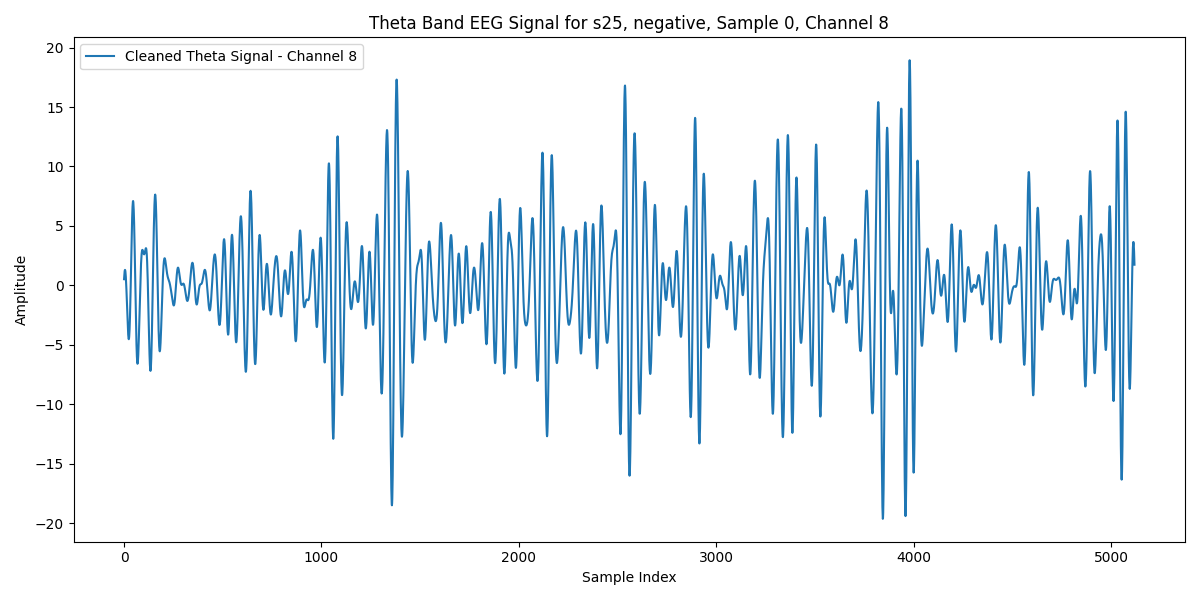 Theta Band EEG Signal for s25, negative, Sample 0, Channel 8
Cleaned Theta Signal - Channel 8
20
15
10
5
0
−5
−10
−15
−20
Amplitude
0 1000 2000 3000 4000 5000
Sample Index